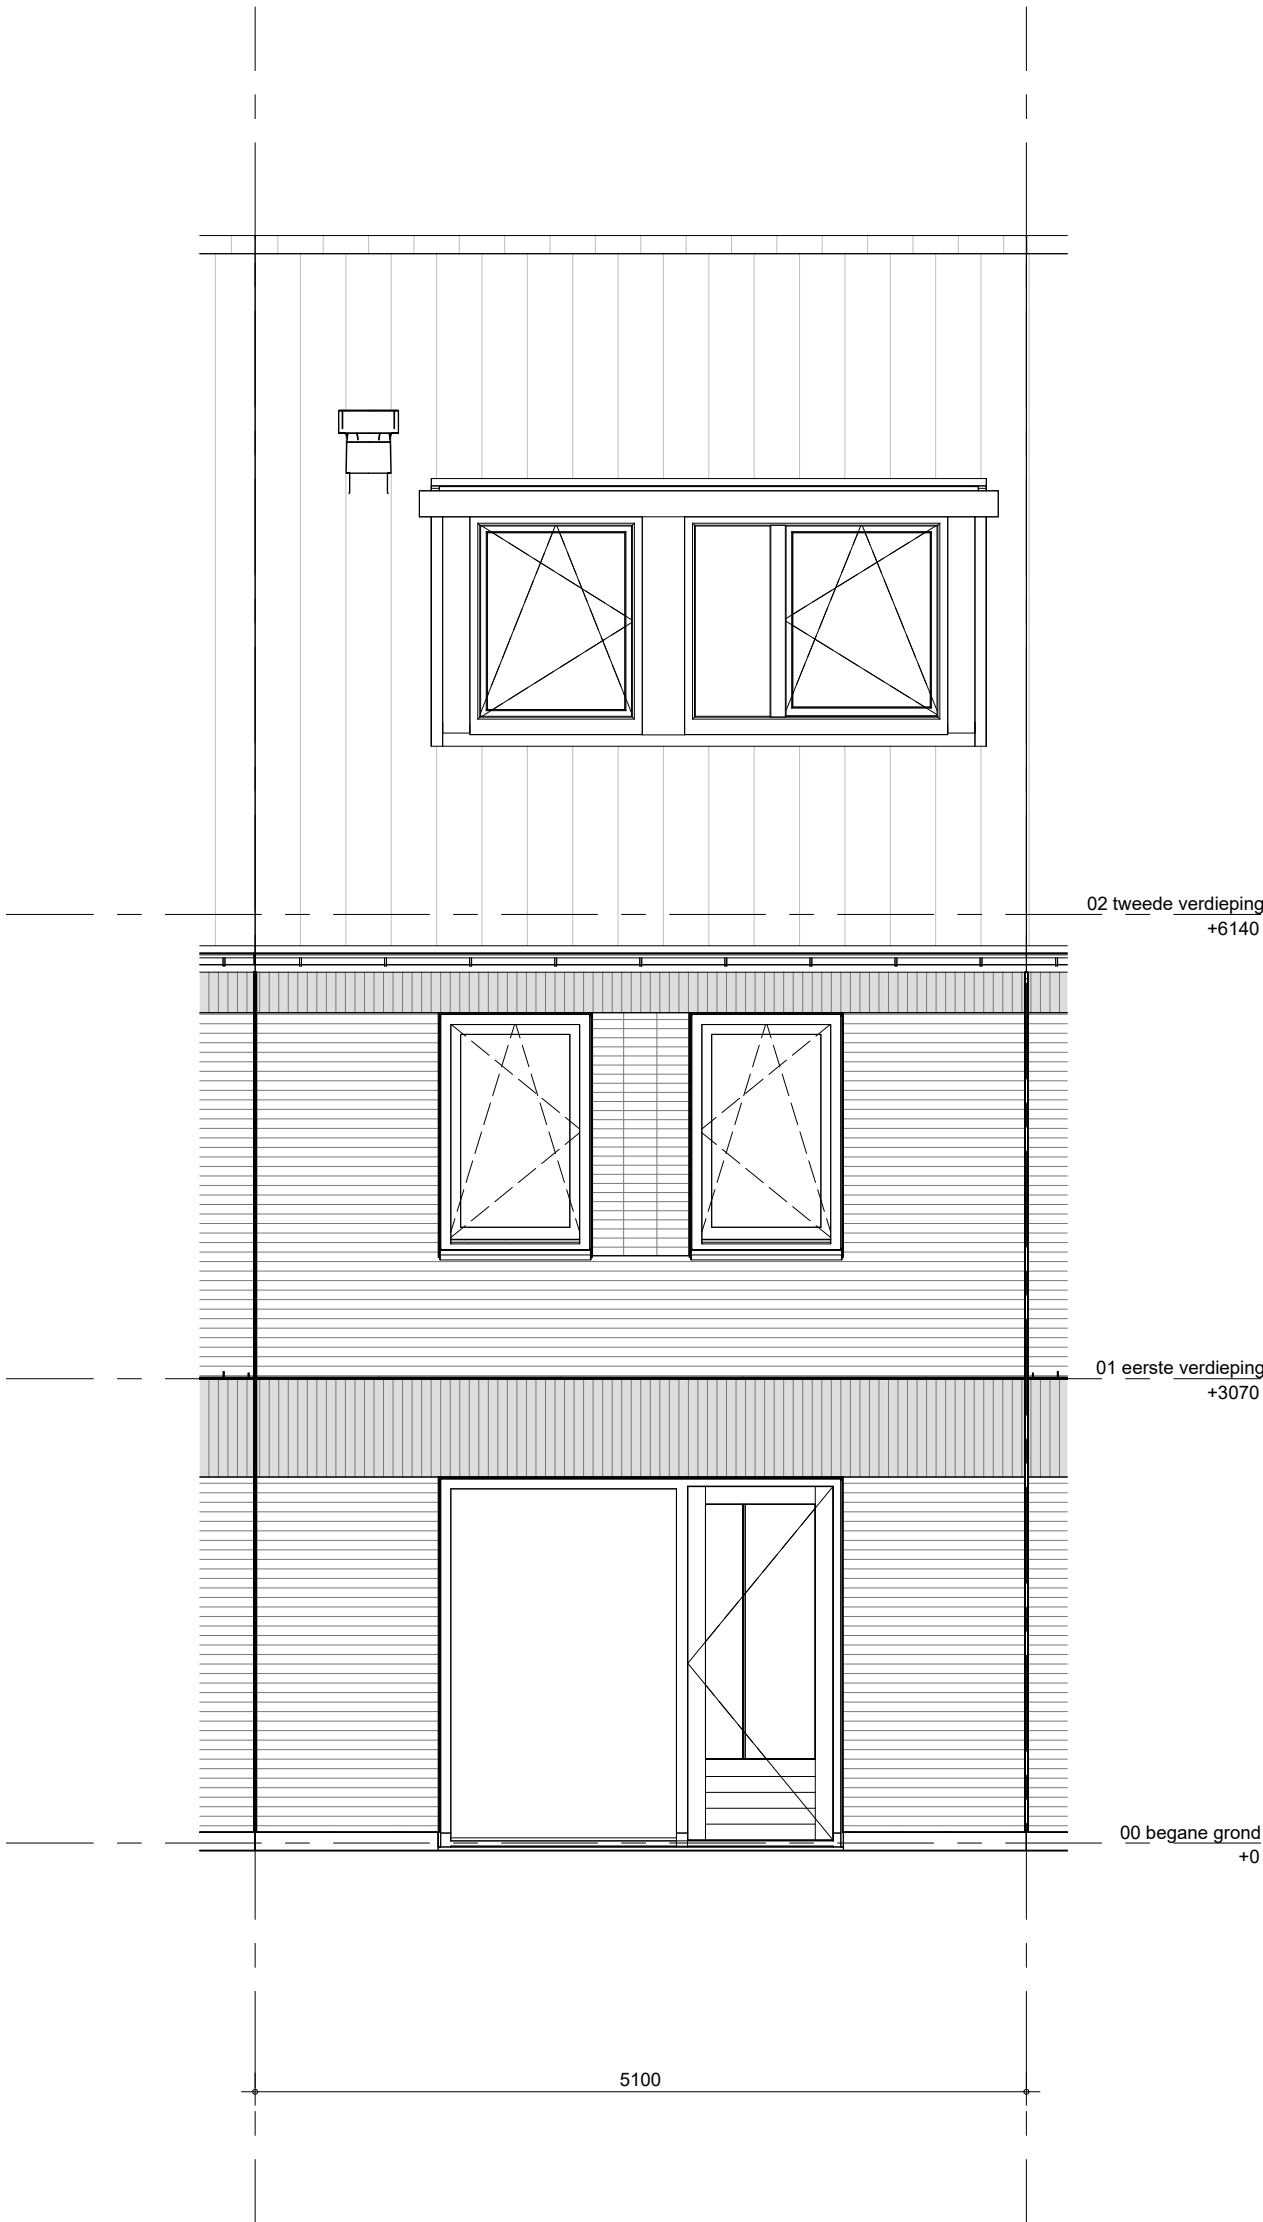 02 tweede verdieping
+6140
01 eerste verdieping
+3070
00 begane grond
+0
5100